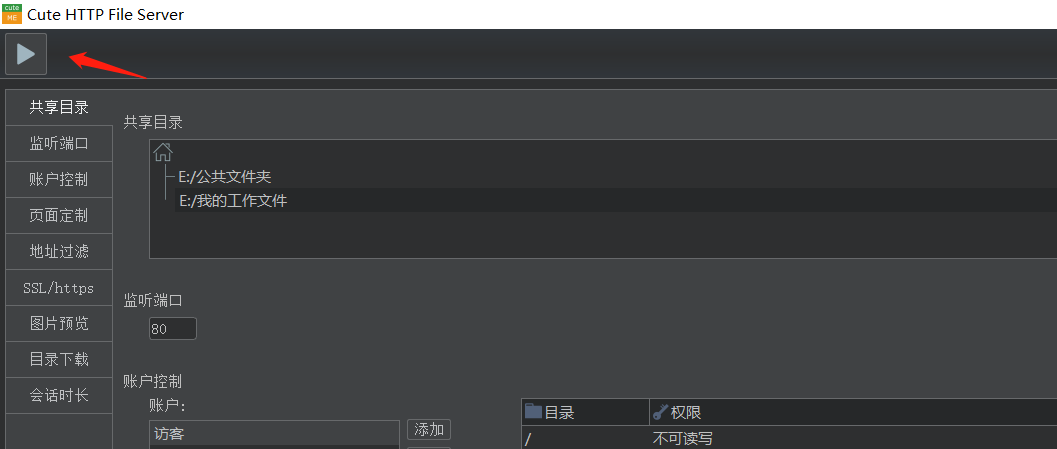 cute
ME
Cute HTTP File Server
共享目录
监听端口
账户控制
页面定制
地址过滤
SSL/https
图片预览
目录下载
会话时长
共享目录
E:/公共文件夹
E:/我的工作文件
监听端口
80
账户控制
账户:
访客
添加
目录 权限
/ 不可读写